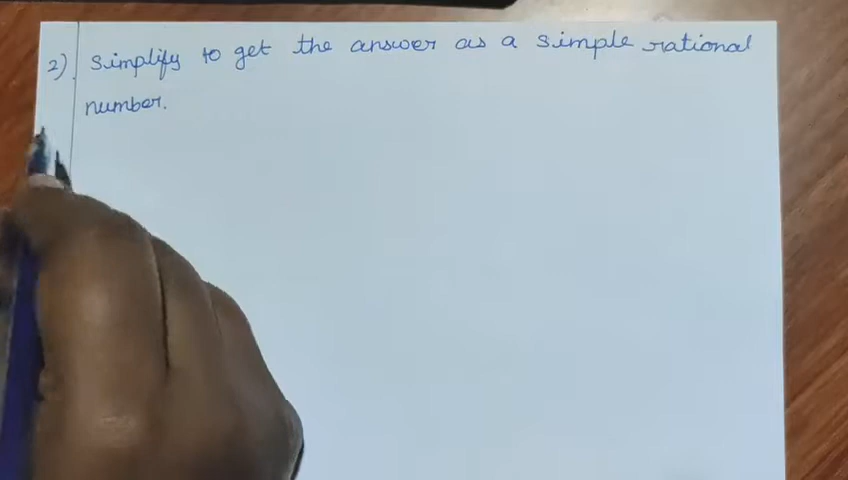 2). Simplify to get the answer as a simple rational
number.